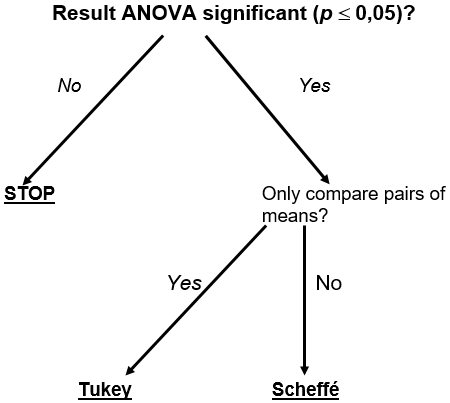 Result ANOVA significant (p ≤ 0,05)?
No
Yes
STOP
Only compare pairs of
means?
Yes
No
Tukey
Scheffé